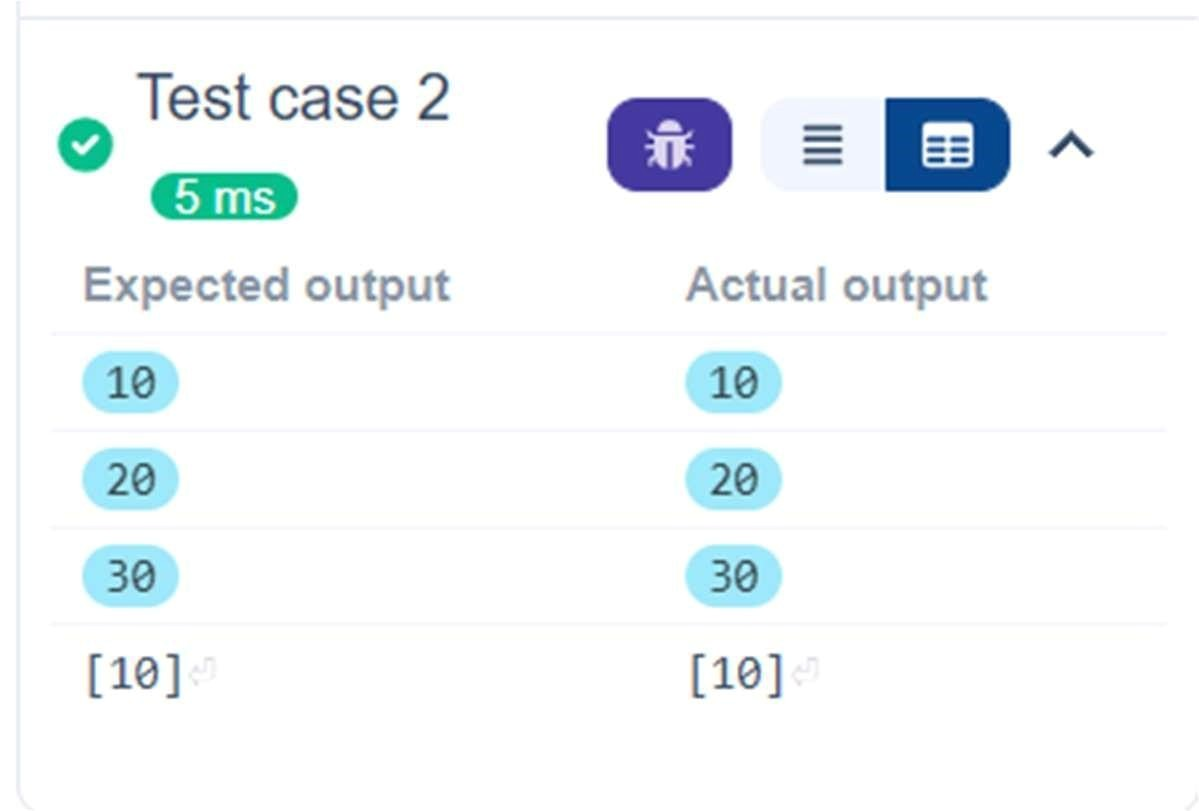 Test case 2
5 ms
Expected output Actual output
10 10
20 20
30 30
[10]⏎ [10]⏎